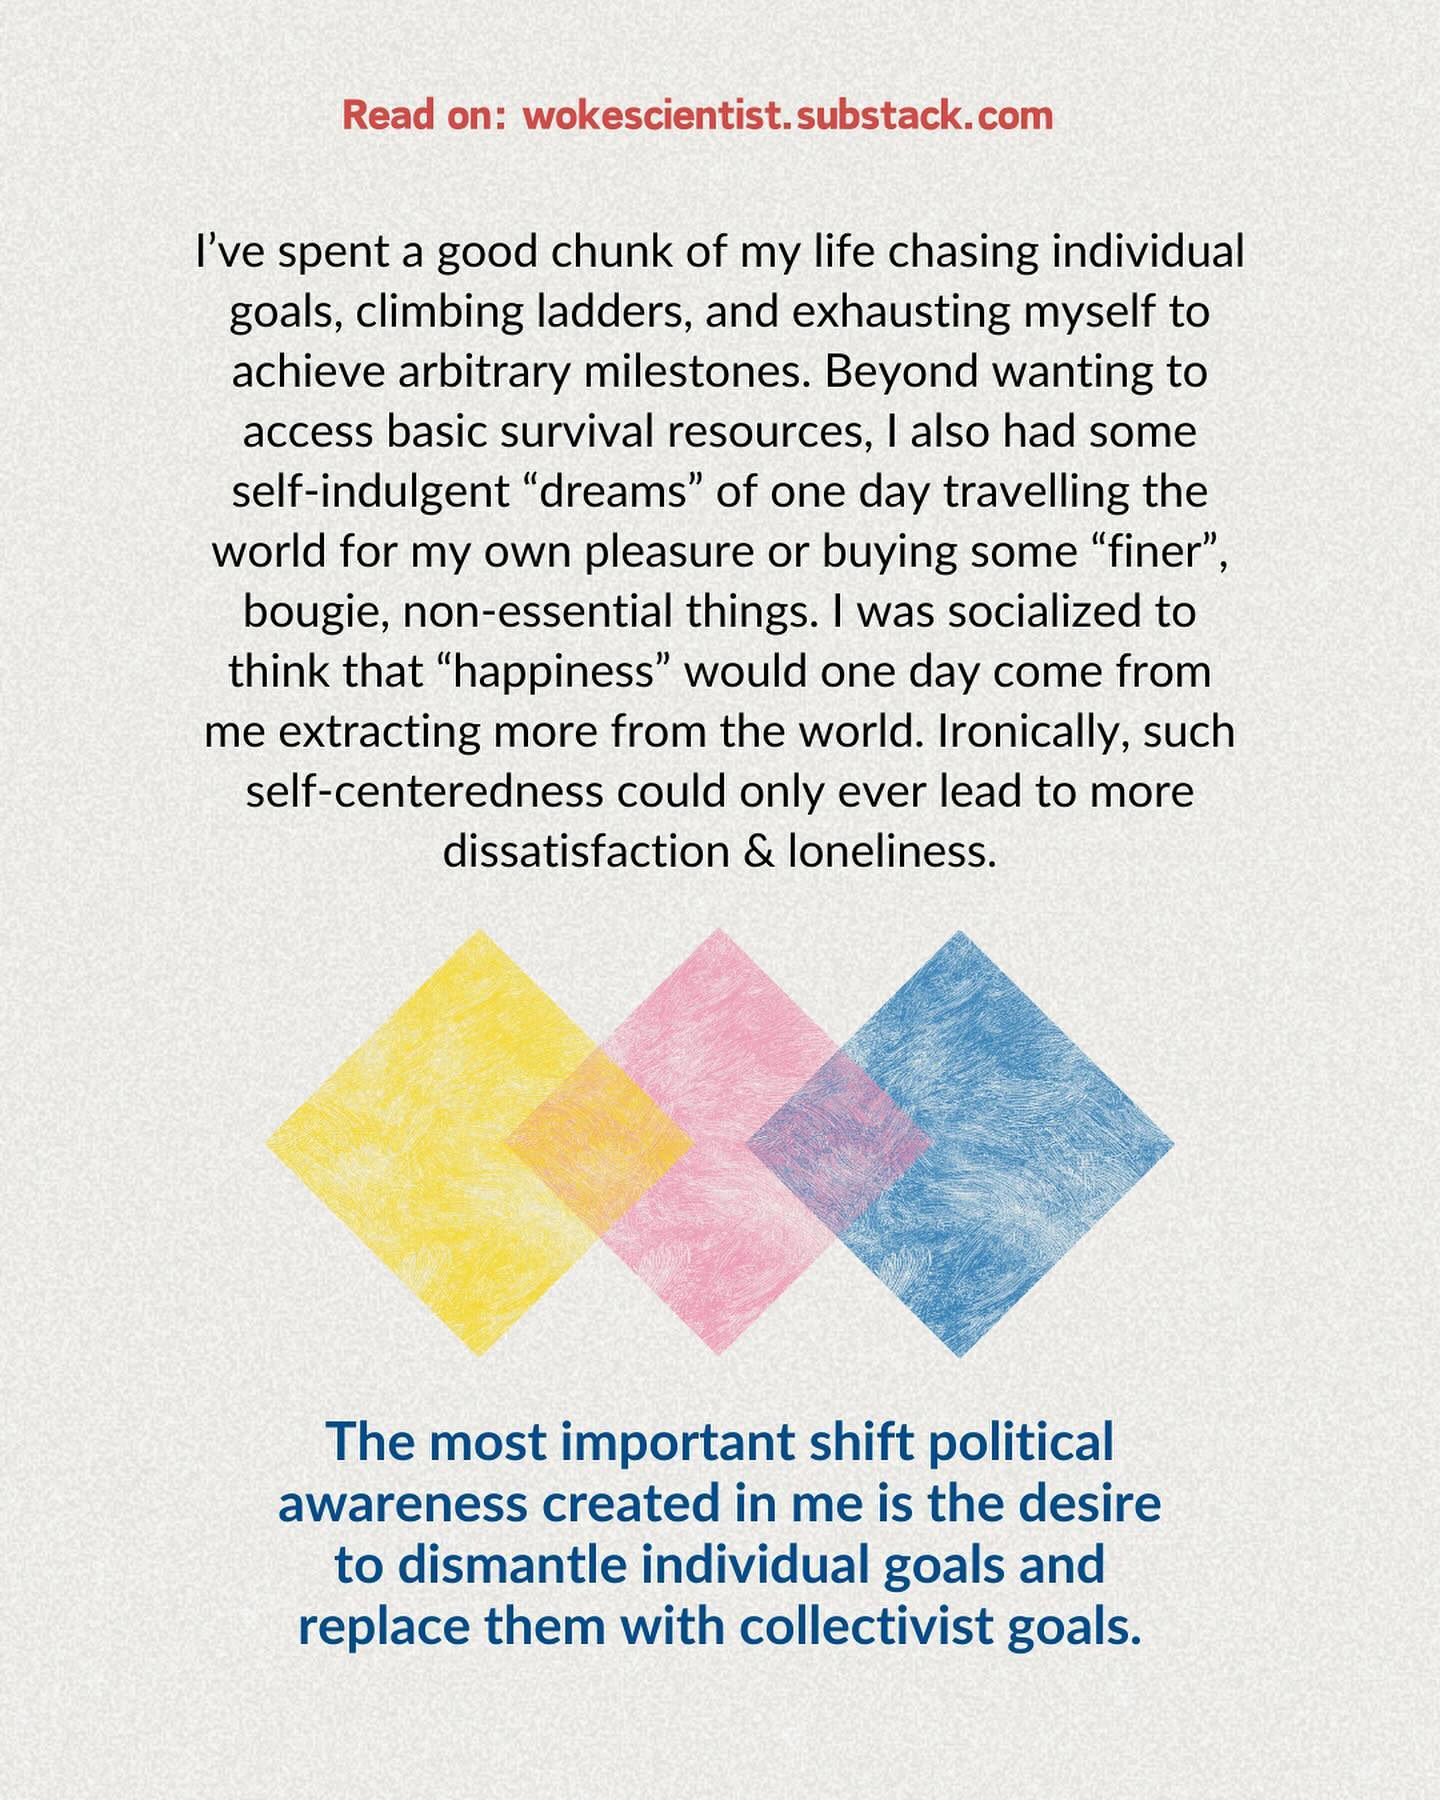 Read on: wokescientist.substack.com
I’ve spent a good chunk of my life chasing individual
goals, climbing ladders, and exhausting myself to
achieve arbitrary milestones. Beyond wanting to
access basic survival resources, I also had some
self-indulgent “dreams” of one day travelling the
world for my own pleasure or buying some “finer”,
bougie, non-essential things. I was socialized to
think that “happiness” would one day come from
me extracting more from the world. Ironically, such
self-centeredness could only ever lead to more
dissatisfaction & loneliness.
The most important shift political
awareness created in me is the desire
to dismantle individual goals and
replace them with collectivist goals.